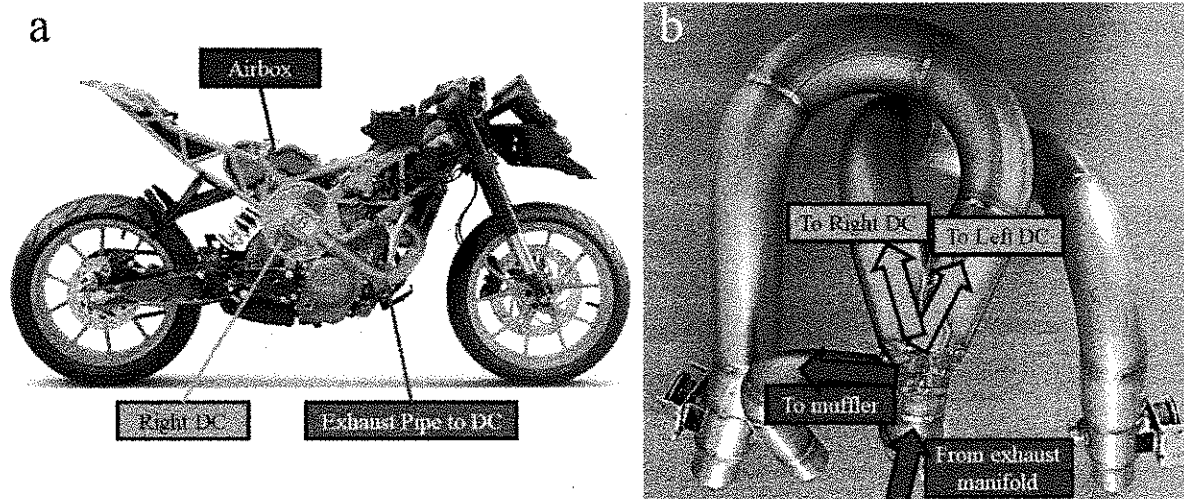 a
Airbox
Right DC
Exhaust Pipe to DC
b
To Right DC
To Left DC
To muffler
From exhaust
manifold